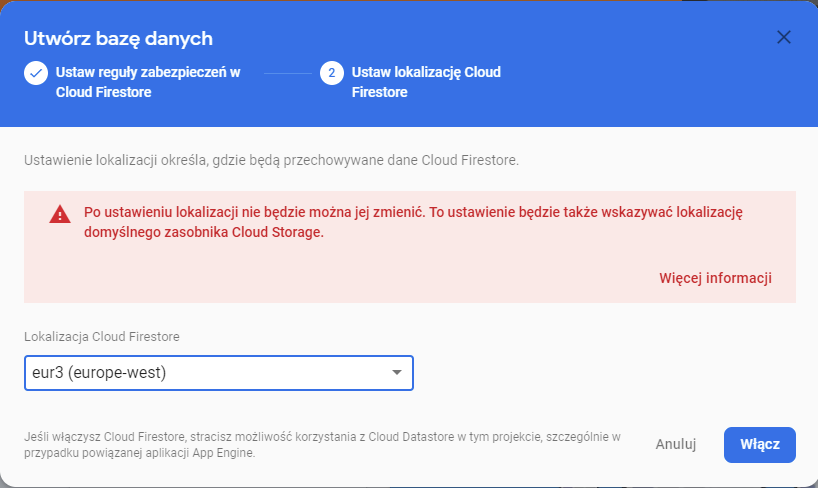 Utwórz bazę danych
Ustaw reguły zabezpieczeń w
Cloud Firestore
2
Ustaw lokalizację Cloud
Firestore
Ustawienie lokalizacji określa, gdzie będą przechowywane dane Cloud Firestore.
Po ustawieniu lokalizacji nie będzie można jej zmienić. To ustawienie będzie także wskazywać lokalizację
domyślnego zasobnika Cloud Storage.
Więcej informacji
Lokalizacja Cloud Firestore
eur3 (europe-west)
Jeśli włączysz Cloud Firestore, stracisz możliwość korzystania z Cloud Datastore w tym projekcie, szczególnie w
przypadku powiązanej aplikacji App Engine.
Anuluj
Włącz